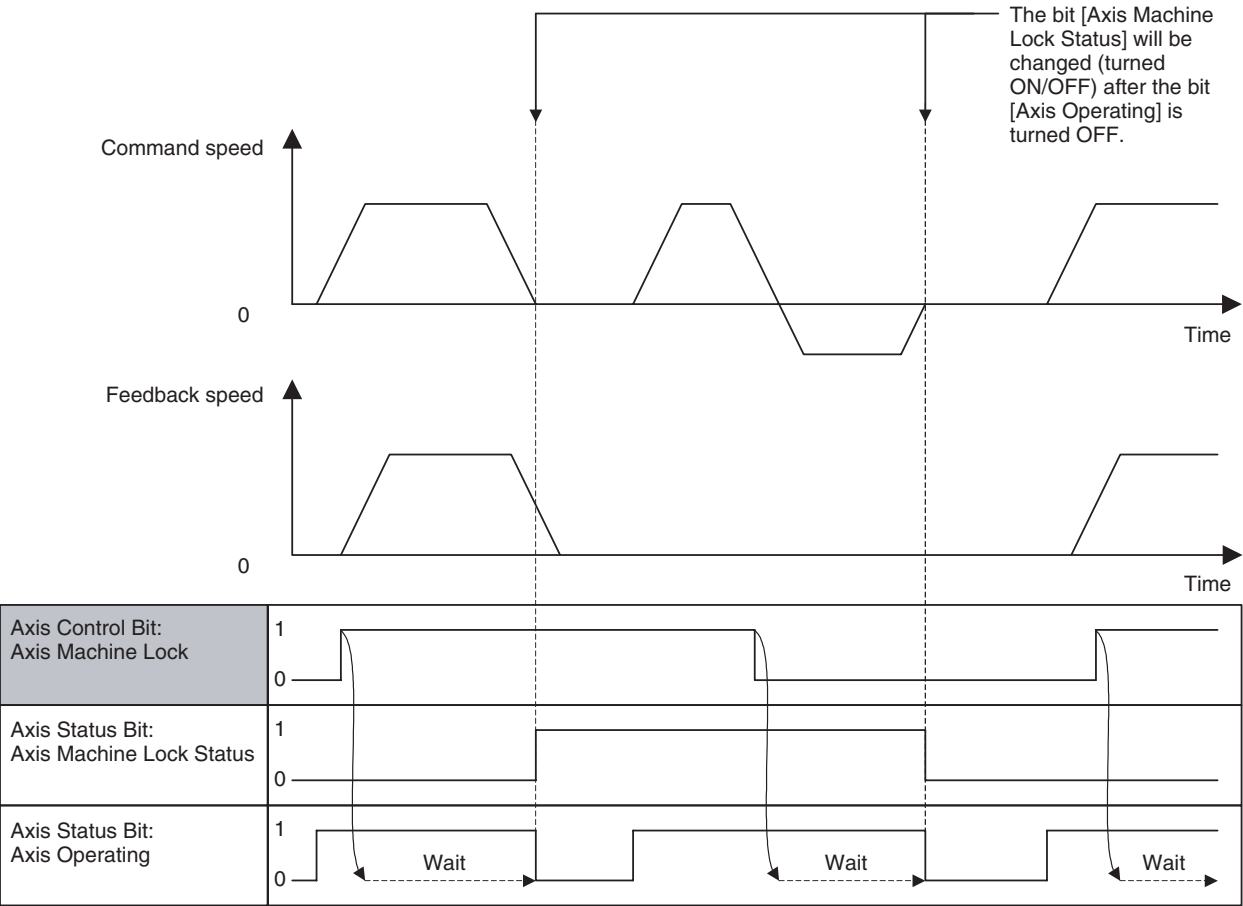 The bit [Axis Machine
Lock Status] will be
changed (turned
ON/OFF) after the bit
[Axis Operating] is
turned OFF.
Command speed
0
Time
Feedback speed
0
Time
Axis Control Bit:
Axis Machine Lock
1
0
Axis Status Bit:
Axis Machine Lock Status
1
0
Axis Status Bit:
Axis Operating
1
0
Wait
Wait
Wait